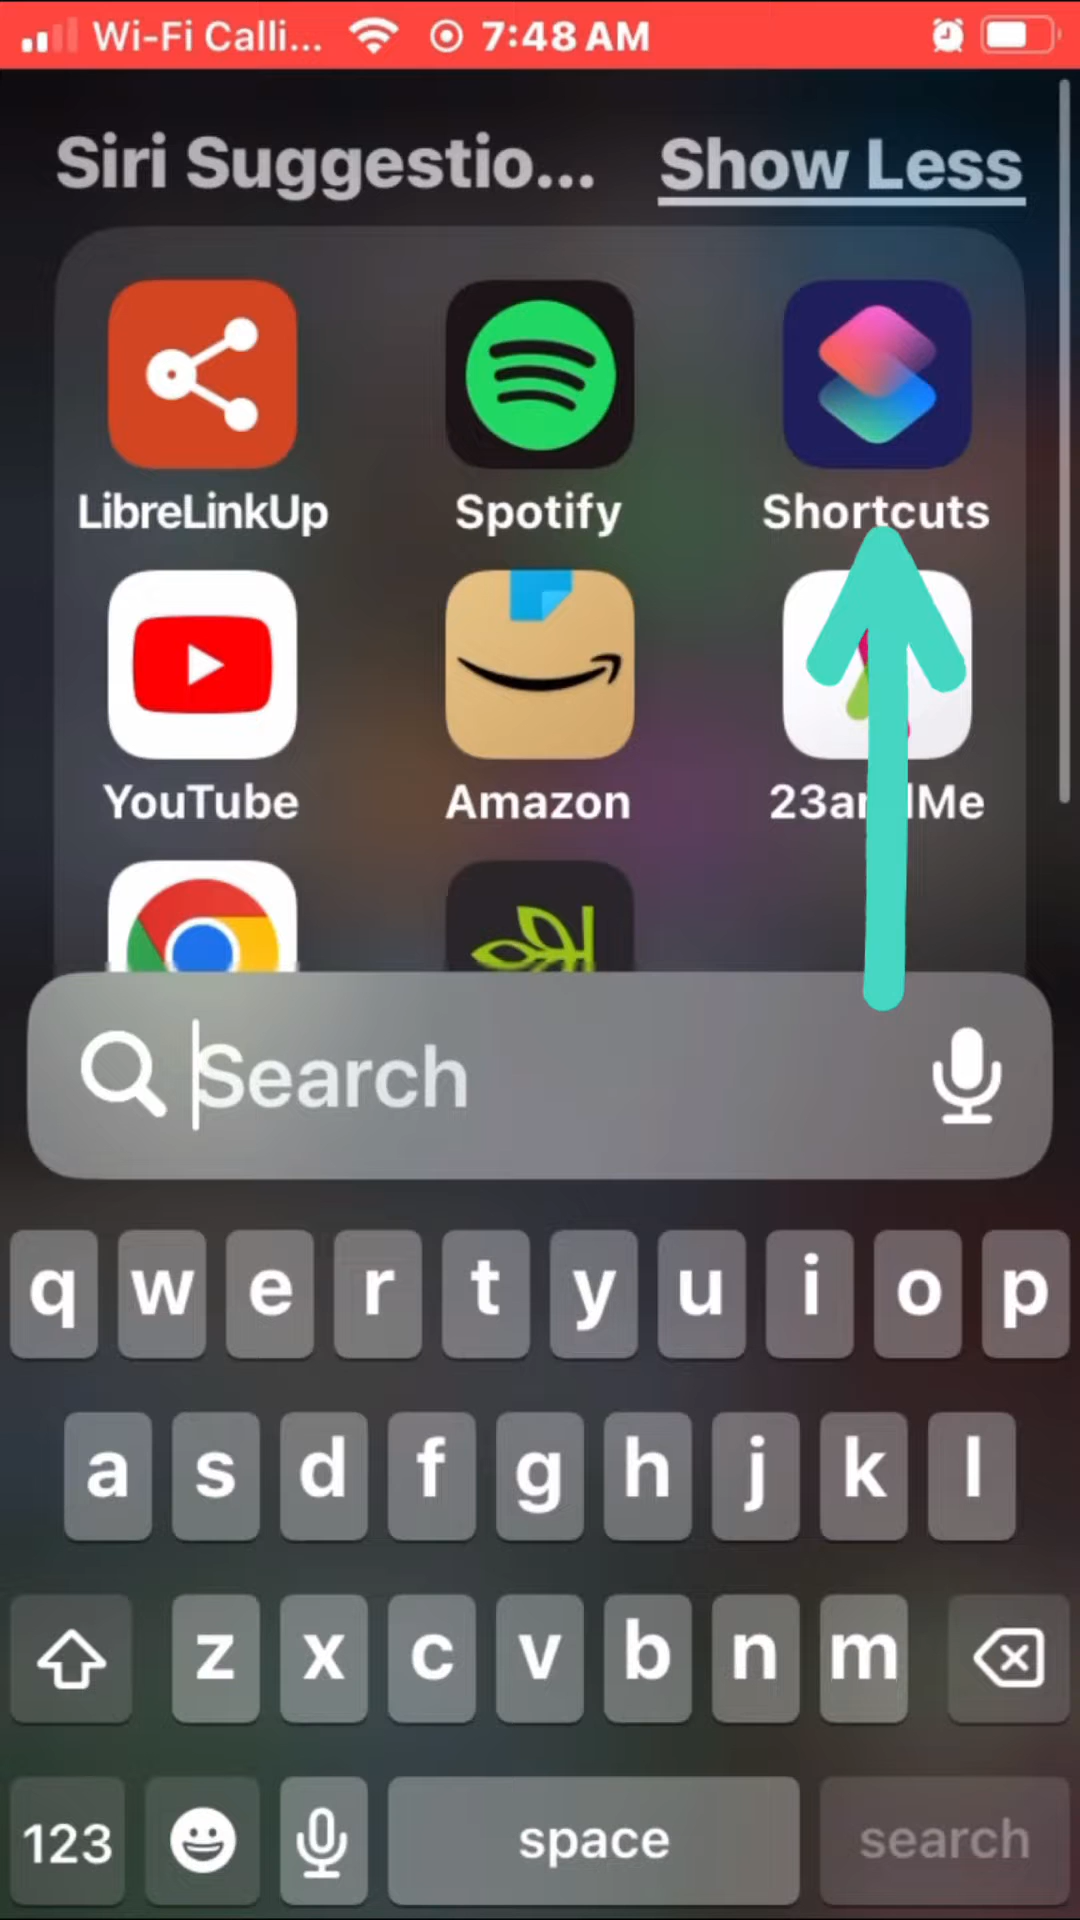 Wi-Fi Calli... 7:48 AM
Siri Suggestio... Show Less
LibreLinkUp Spotify Shortcuts
YouTube Amazon 23andMe
Search
q w e r t y u i o p
a s d f g h j k l
z x c v b n m
123 space search